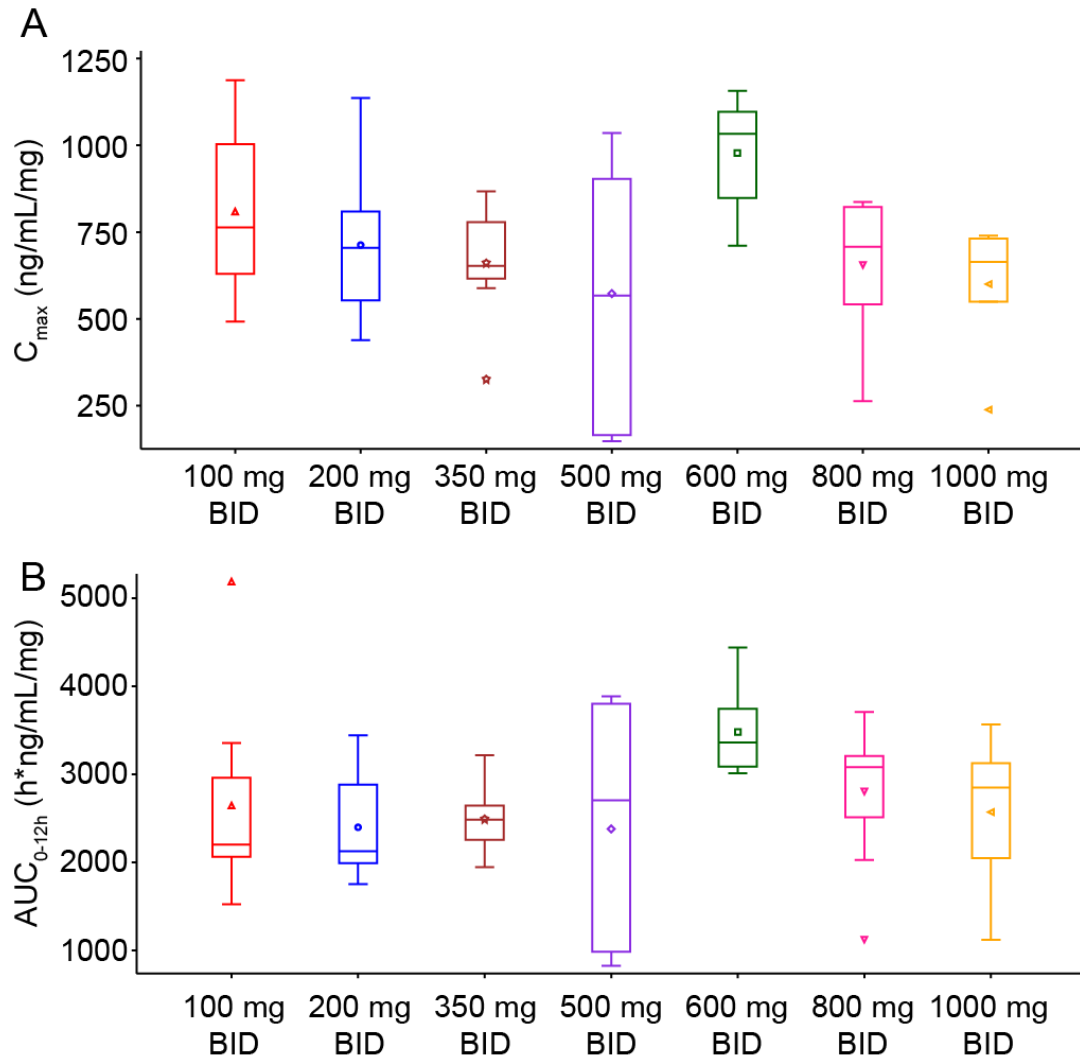 A
1250
1000
750
500
250
Cmax (ng/mL/mg)
100 mg BID
200 mg BID
350 mg BID
500 mg BID
600 mg BID
800 mg BID
1000 mg BID
B
5000
4000
3000
2000
1000
AUC0-12h (h*ng/mL/mg)
100 mg BID
200 mg BID
350 mg BID
500 mg BID
600 mg BID
800 mg BID
1000 mg BID